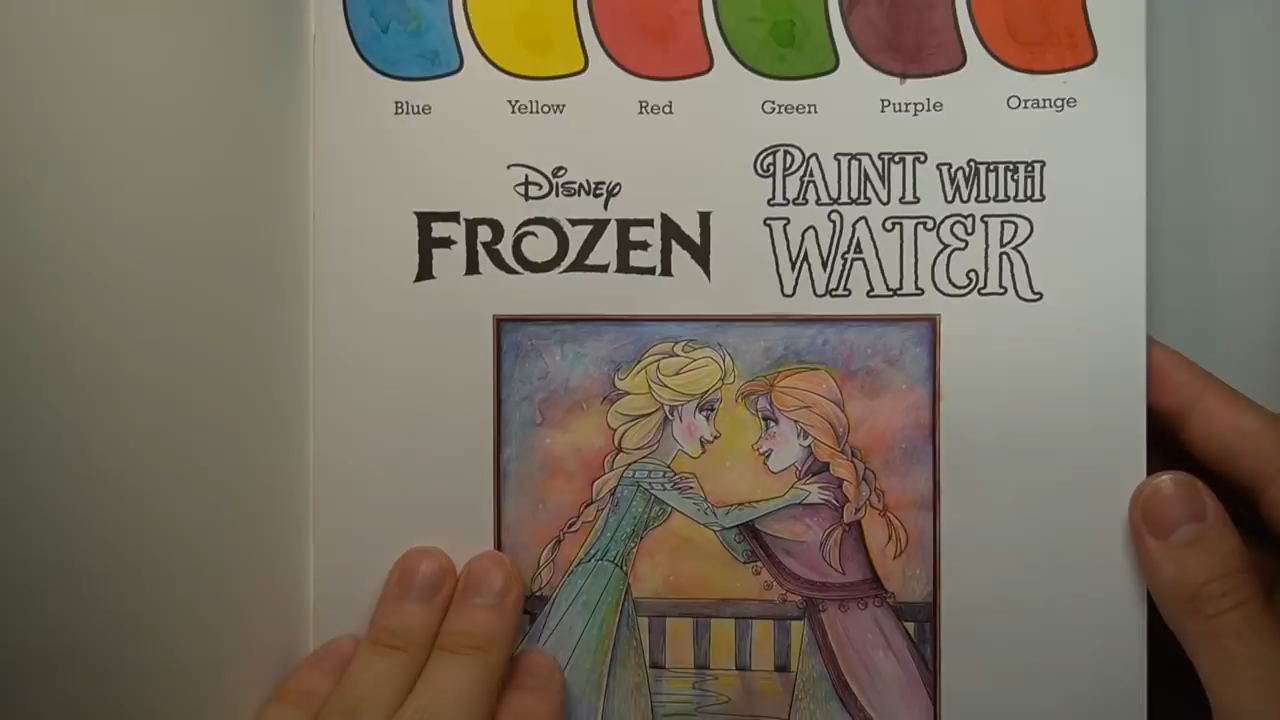 Blue Yellow Red Green Purple Orange
DISNEY
FROZEN
PAINT WITH
WATER